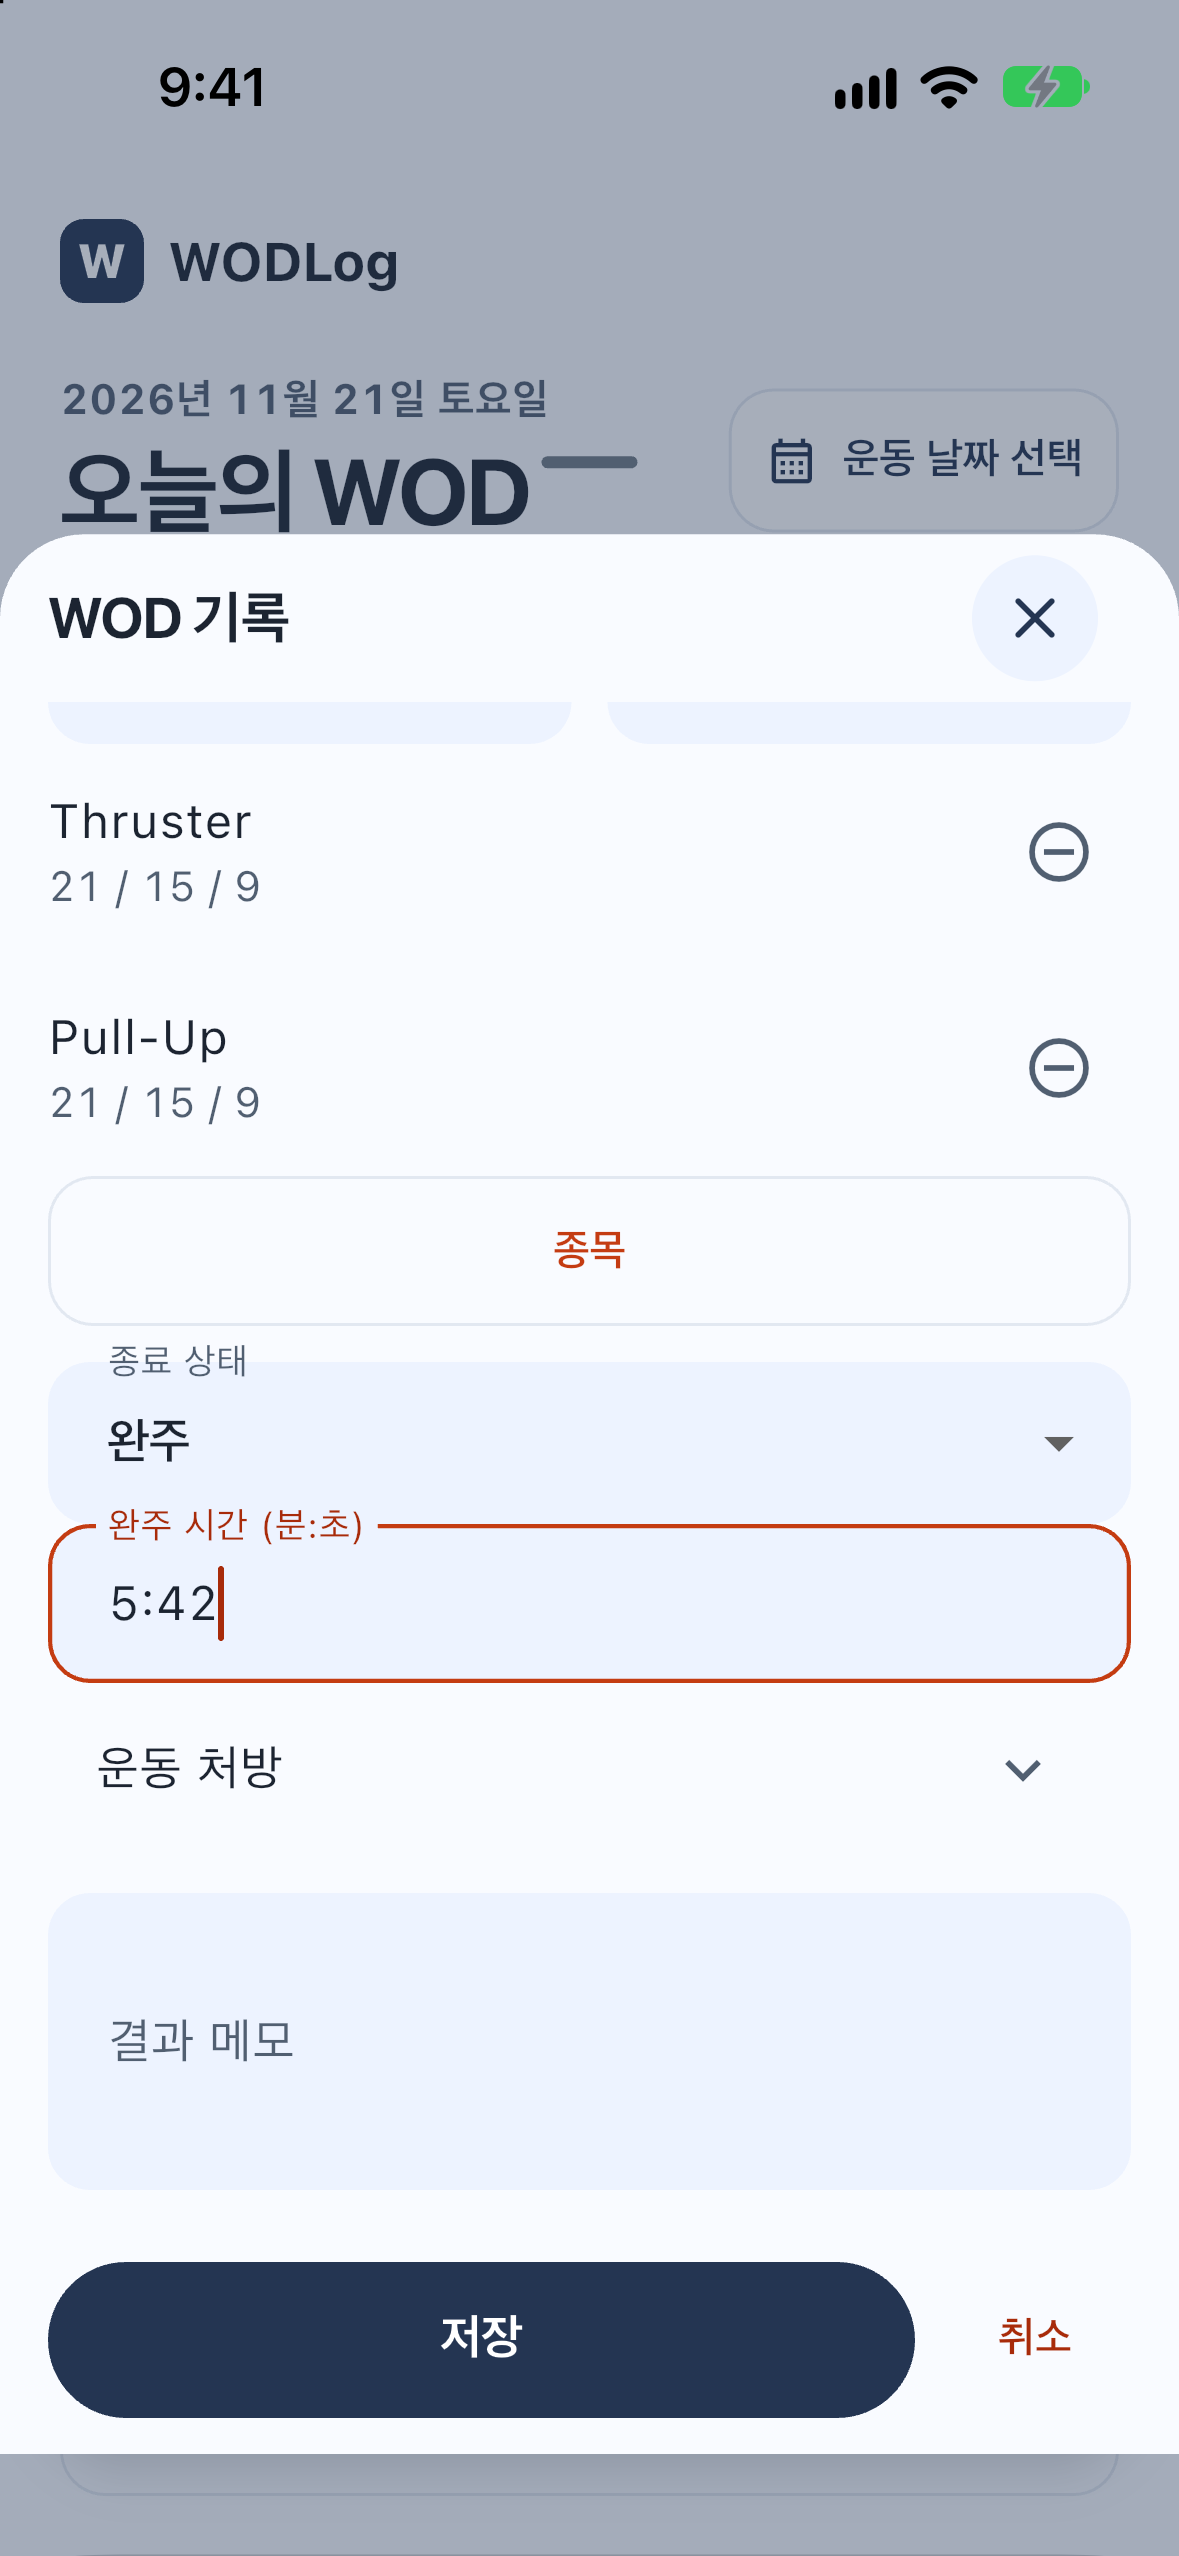 9:41
W WODLog
2026년 11월 21일 토요일
오늘의 WOD
운동 날짜 선택
WOD 기록
Thruster
21 / 15 / 9
Pull-Up
21 / 15 / 9
종목
종료 상태
완주
완주 시간 (분:초)
5:42
운동 처방
결과 메모
저장
취소